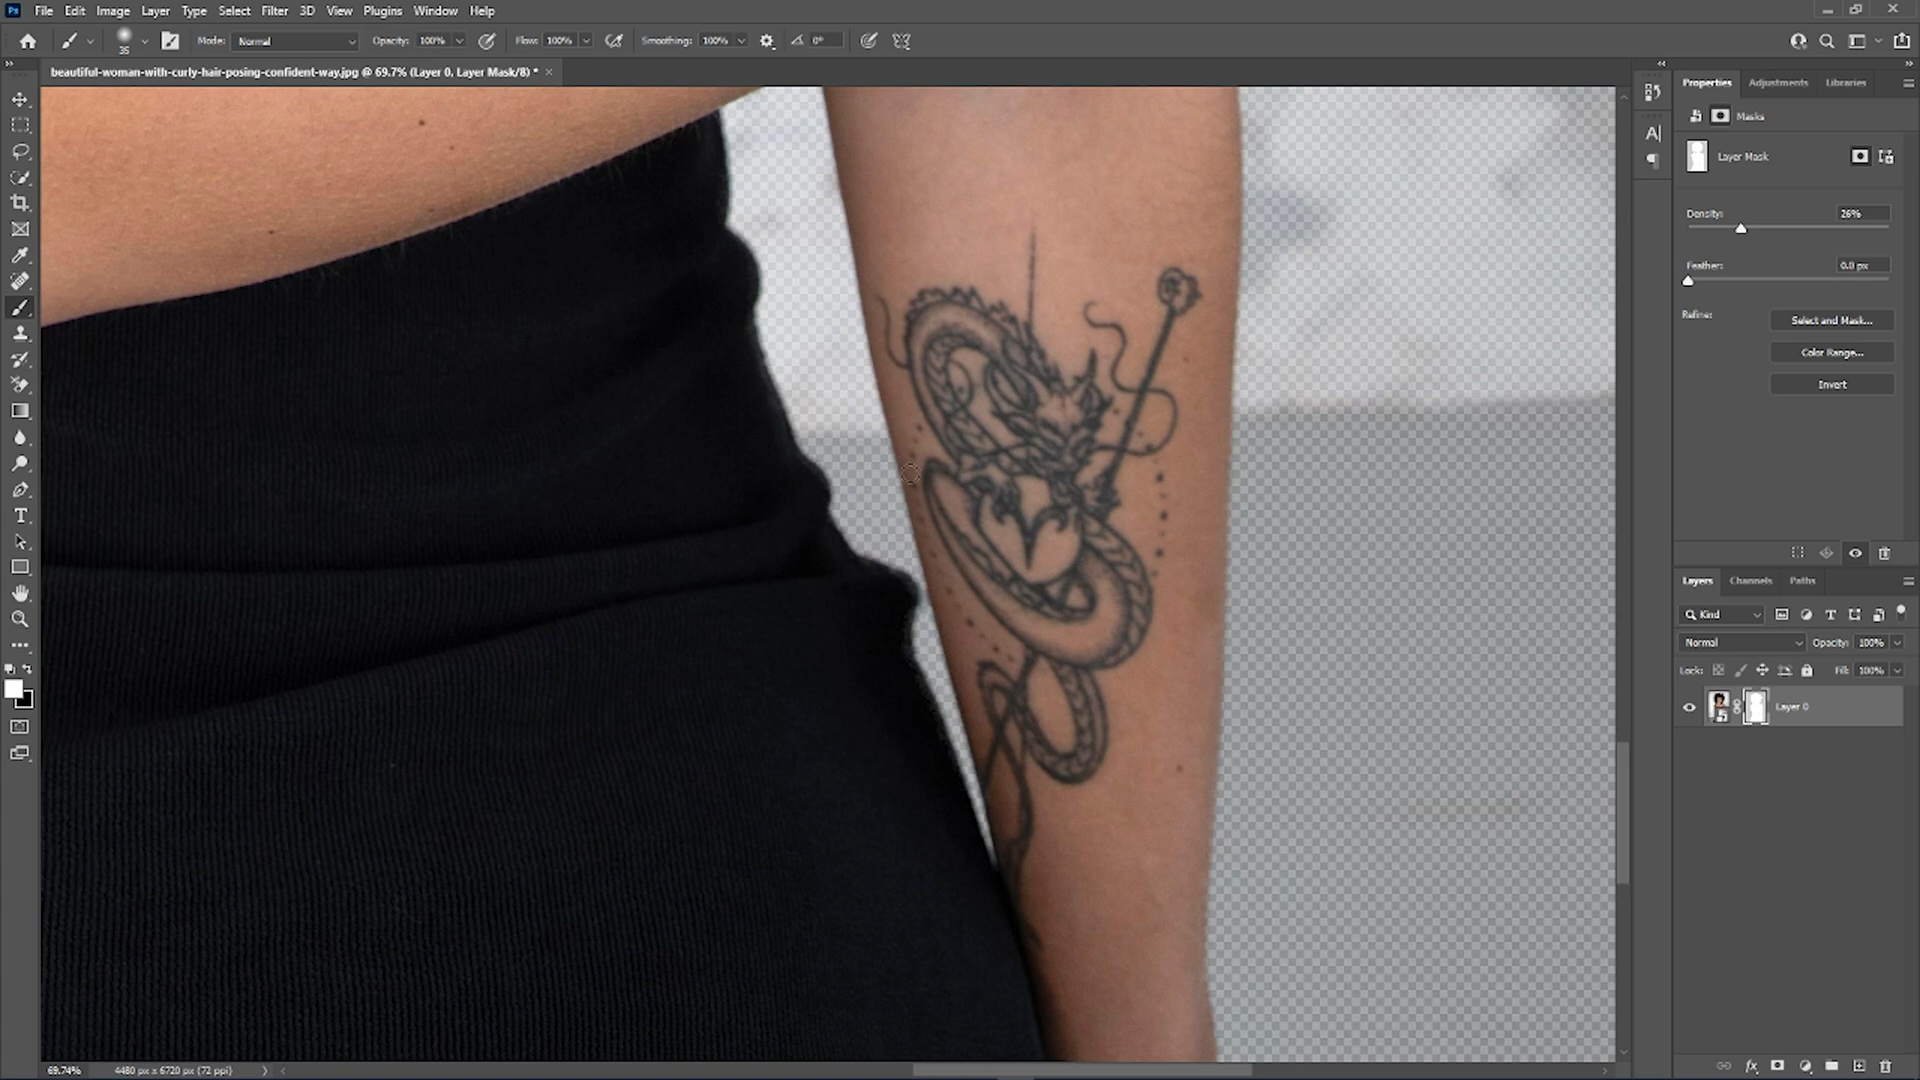 Ps File Edit Image Layer Type Select Filter 3D View Plugins Window Help
35 Mode: Normal Opacity: 100% Flow: 100% Smoothing: 100% 0°
beautiful-woman-with-curly-hair-posing-confident-way.jpg @ 69.7% (Layer 0, Layer Mask/8) *
Properties Adjustments Libraries
Masks
Layer Mask
Density: 26%
Feather: 0.0 px
Refine: Select and Mask...
Color Range...
Invert
Layers Channels Paths
Kind
Normal Opacity: 100%
Lock: Fill: 100%
Layer 0
69.74% 4480 px x 6720 px (72 ppi)